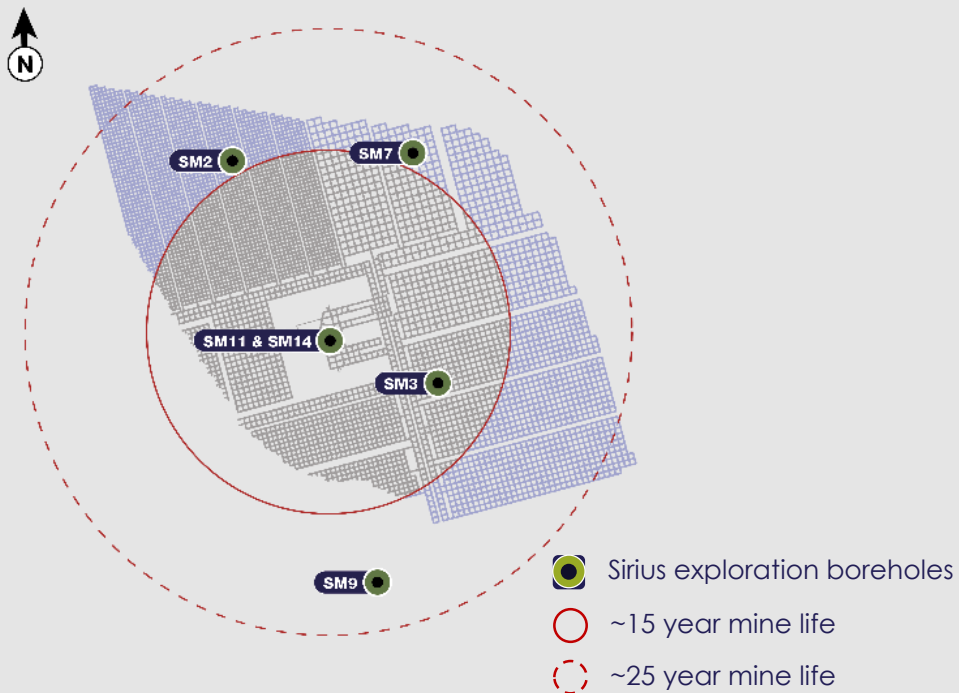 N
SM2
SM7
SM11 & SM14
SM3
SM9
Sirius exploration boreholes
~15 year mine life
~25 year mine life